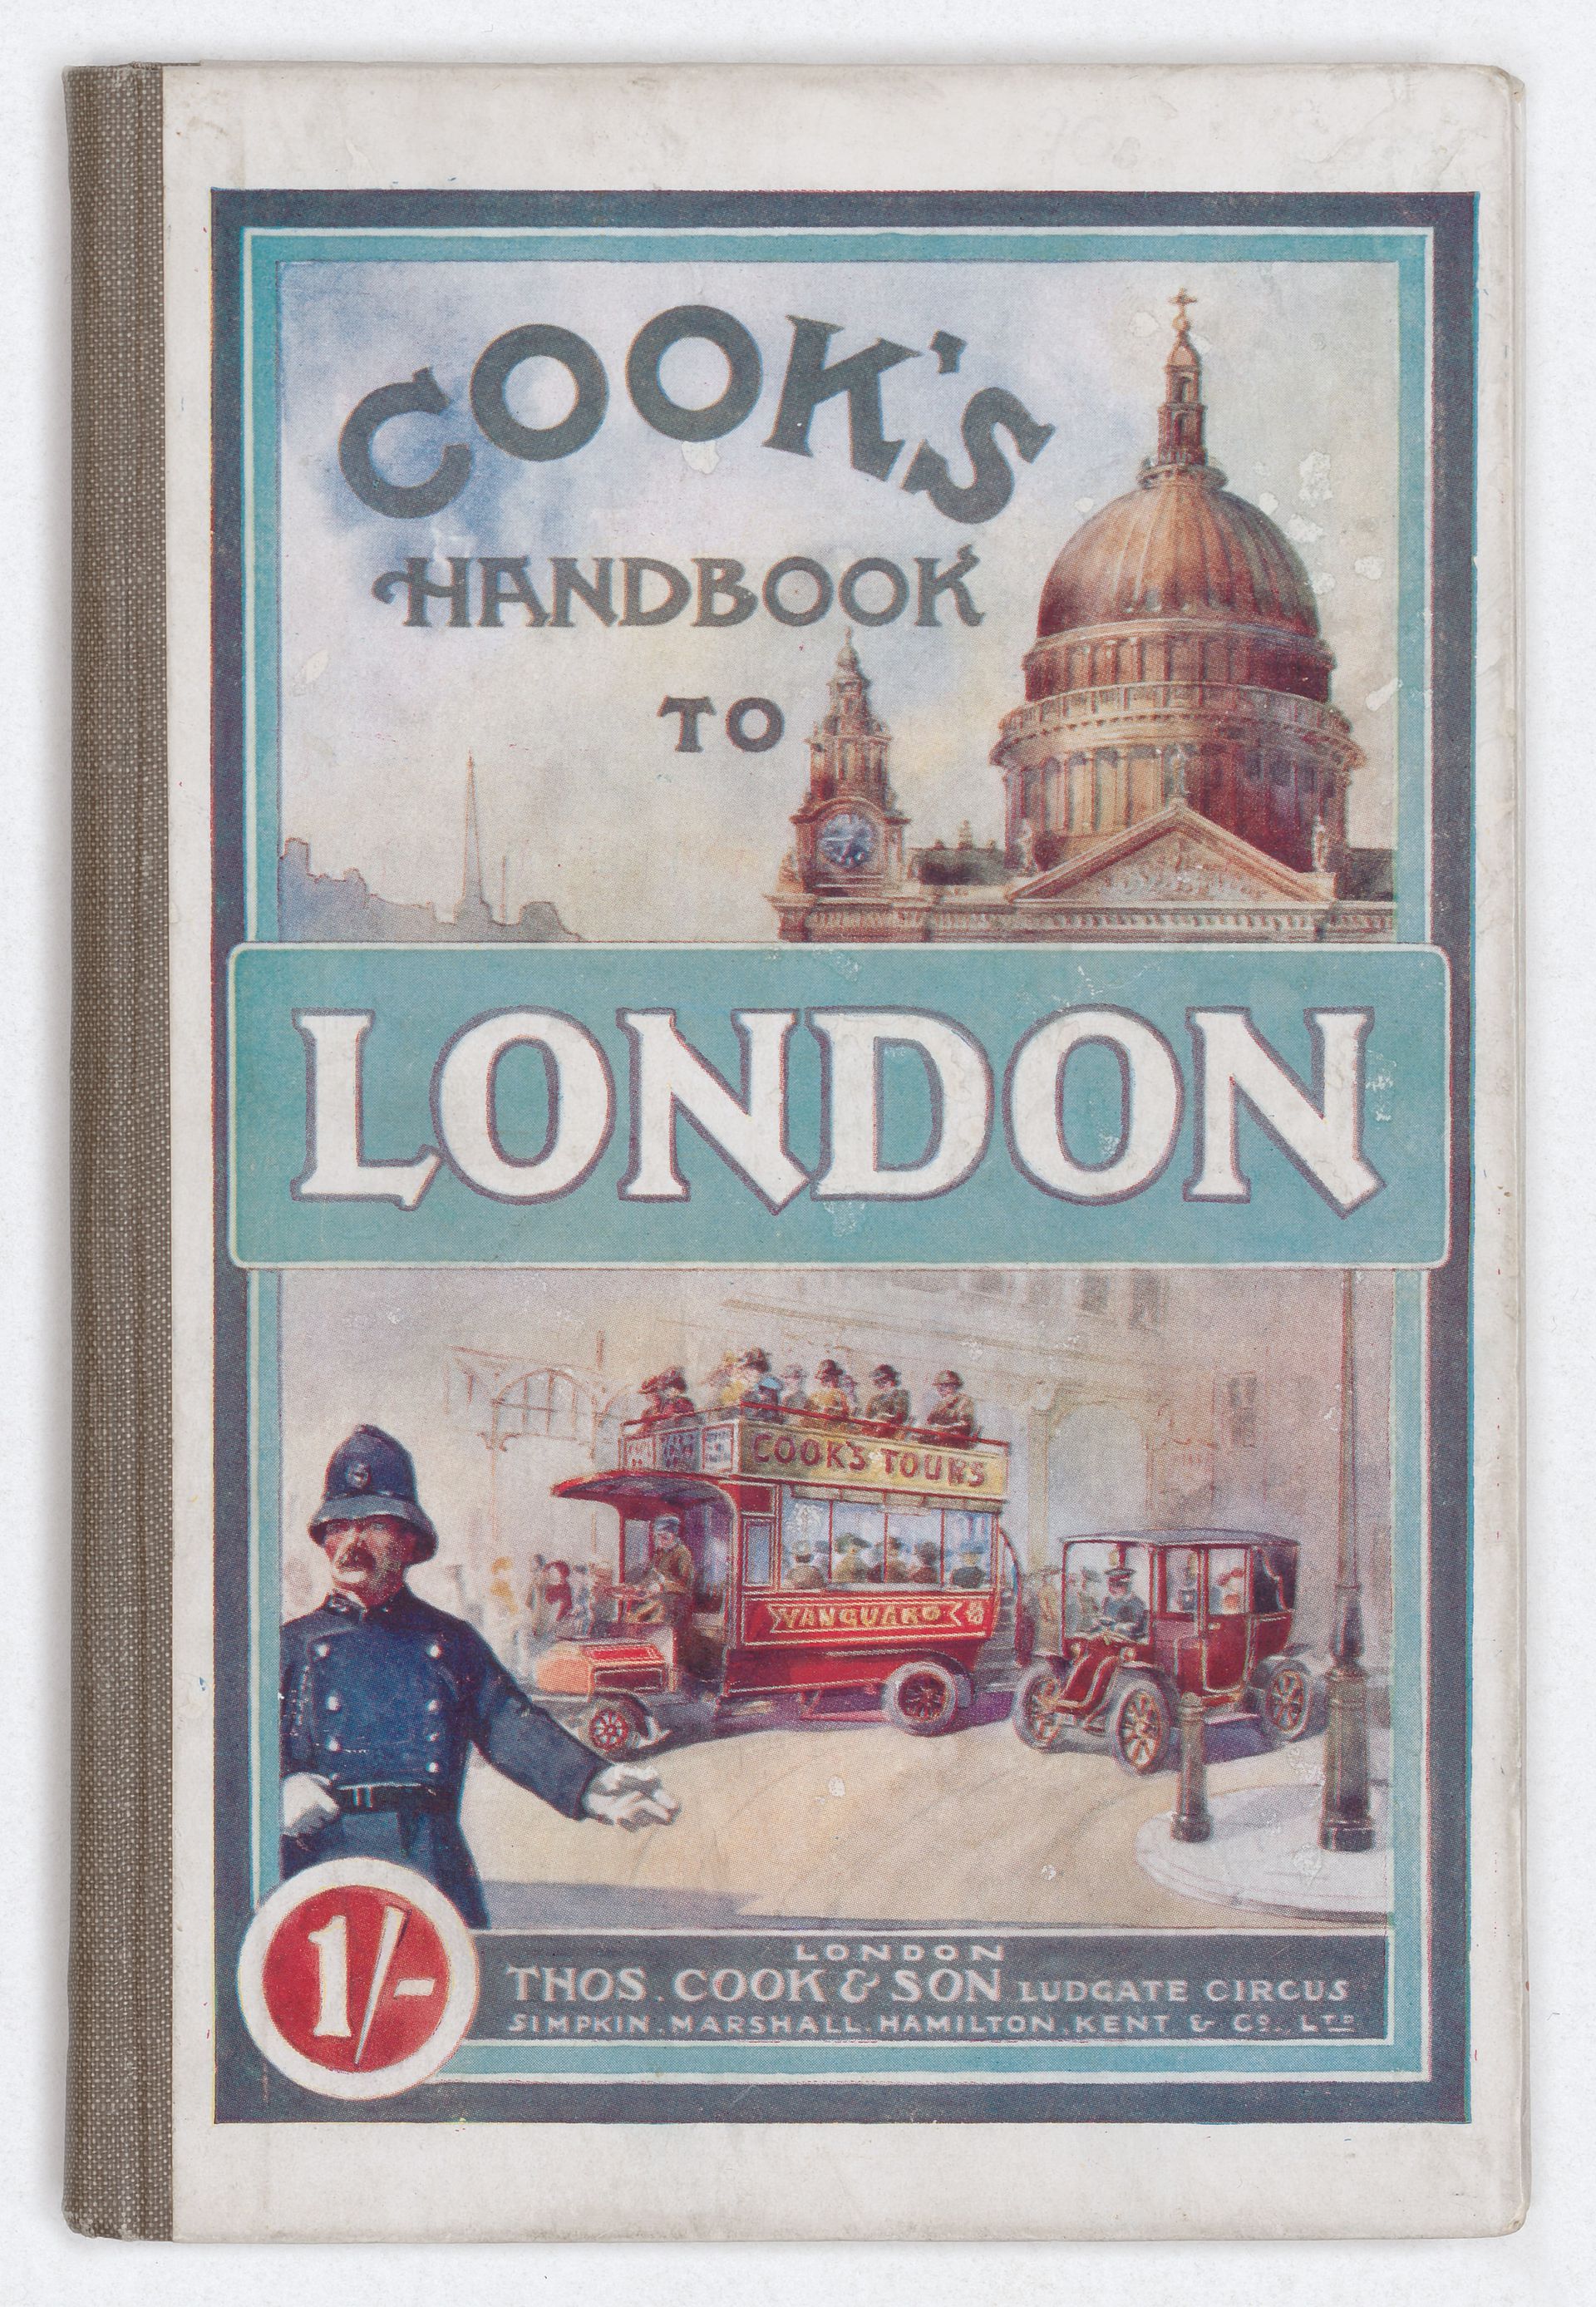 COOK'S
HANDBOOK
TO
LONDON
COOK'S TOURS
VANGUARD
1/-
LONDON
THOS. COOK & SON LUDGATE CIRCUS
SIMPKIN. MARSHALL. HAMILTON. KENT & Co. LTD